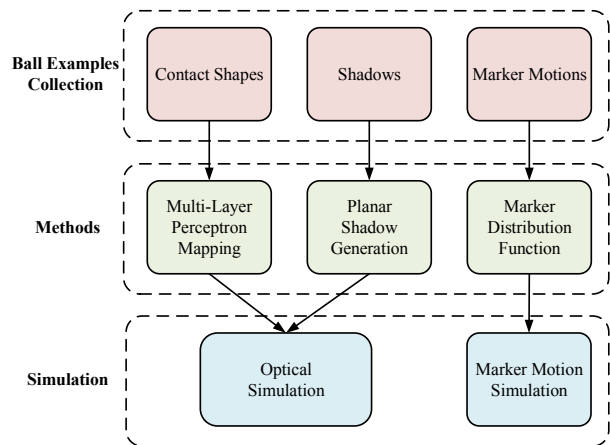 Ball Examples
Collection
Contact Shapes
Shadows
Marker Motions
Methods
Multi-Layer
Perceptron
Mapping
Planar
Shadow
Generation
Marker
Distribution
Function
Simulation
Optical
Simulation
Marker Motion
Simulation